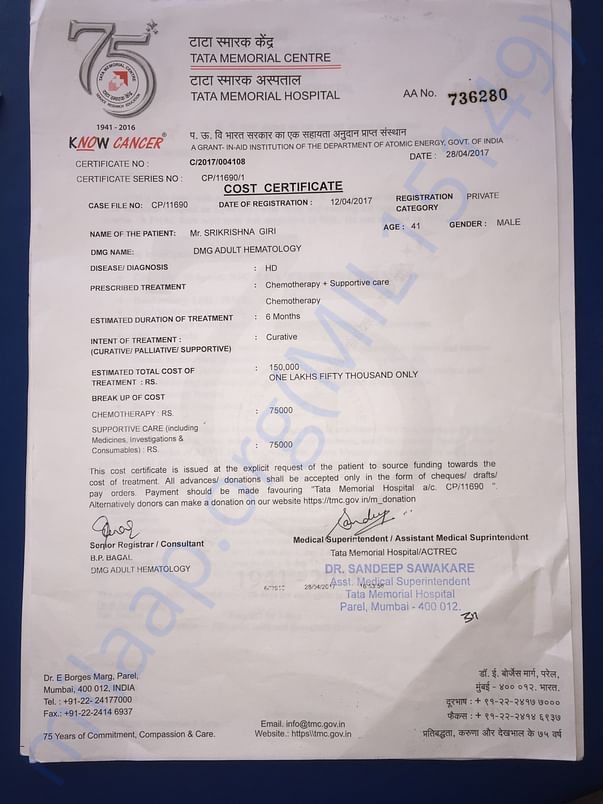 75
1941 - 2016
KNOW CANCER
टाटा स्मारक केंद्र
TATA MEMORIAL CENTRE
टाटा स्मारक अस्पताल
TATA MEMORIAL HOSPITAL
AA No. 736280
प. ऊ. वि भारत सरकार का एक सहायता अनुदान प्राप्त संस्थान
A GRANT- IN-AID INSTITUTION OF THE DEPARTMENT OF ATOMIC ENERGY, GOVT. OF INDIA
CERTIFICATE NO : C/2017/004108 DATE : 28/04/2017
CERTIFICATE SERIES NO : CP/11690/1
COST CERTIFICATE
CASE FILE NO: CP/11690 DATE OF REGISTRATION : 12/04/2017 REGISTRATION CATEGORY PRIVATE
NAME OF THE PATIENT: Mr. SRIKRISHNA GIRI AGE : 41 GENDER : MALE
DMG NAME: DMG ADULT HEMATOLOGY
DISEASE/ DIAGNOSIS : HD
PRESCRIBED TREATMENT : Chemotherapy + Supportive care
Chemotherapy
ESTIMATED DURATION OF TREATMENT : 6 Months
INTENT OF TREATMENT : : Curative
(CURATIVE/ PALLIATIVE/ SUPPORTIVE)
ESTIMATED TOTAL COST OF : 150,000
TREATMENT : RS. ONE LAKHS FIFTY THOUSAND ONLY
BREAK UP OF COST
CHEMOTHERAPY : RS. : 75000
SUPPORTIVE CARE (including
Medicines, Investigations &
Consumables) : RS. : 75000
This cost certificate is issued at the explicit request of the patient to source funding towards the
cost of treatment. All advances/ donations shall be accepted only in the form of cheques/ drafts/
pay orders. Payment should be made favouring "Tata Memorial Hospital a/c. CP/11690 ".
Alternatively donors can make a donation on our website https://tmc.gov.in/m_donation
Senior Registrar / Consultant
B.P. BAGAL
DMG ADULT HEMATOLOGY
Medical Superintendent / Assistant Medical Suprintendent
Tata Memorial Hospital/ACTREC
DR. SANDEEP SAWAKARE
Asst. Medical Superintendent
Tata Memorial Hospital
Parel, Mumbai - 400 012.
28/04/2017
Dr. E Borges Marg, Parel,
Mumbai, 400 012, INDIA
Tel. : +91-22- 24177000
Fax.: +91-22-2414 6937
75 Years of Commitment, Compassion & Care.
Email. info@tmc.gov.in
Website.: https\\tmc.gov.in
डॉ. ई. बोर्जेस मार्ग, परेल,
मुंबई - ४०० ०१२. भारत.
दूरभाष : + ९१-२२-२४१७ ७०००
फैकस : + ९१-२२-२४१४ ६९३७
प्रतिबद्धता, करुणा और देखभाल के ७५ वर्ष
milaap.org(MIL115149)